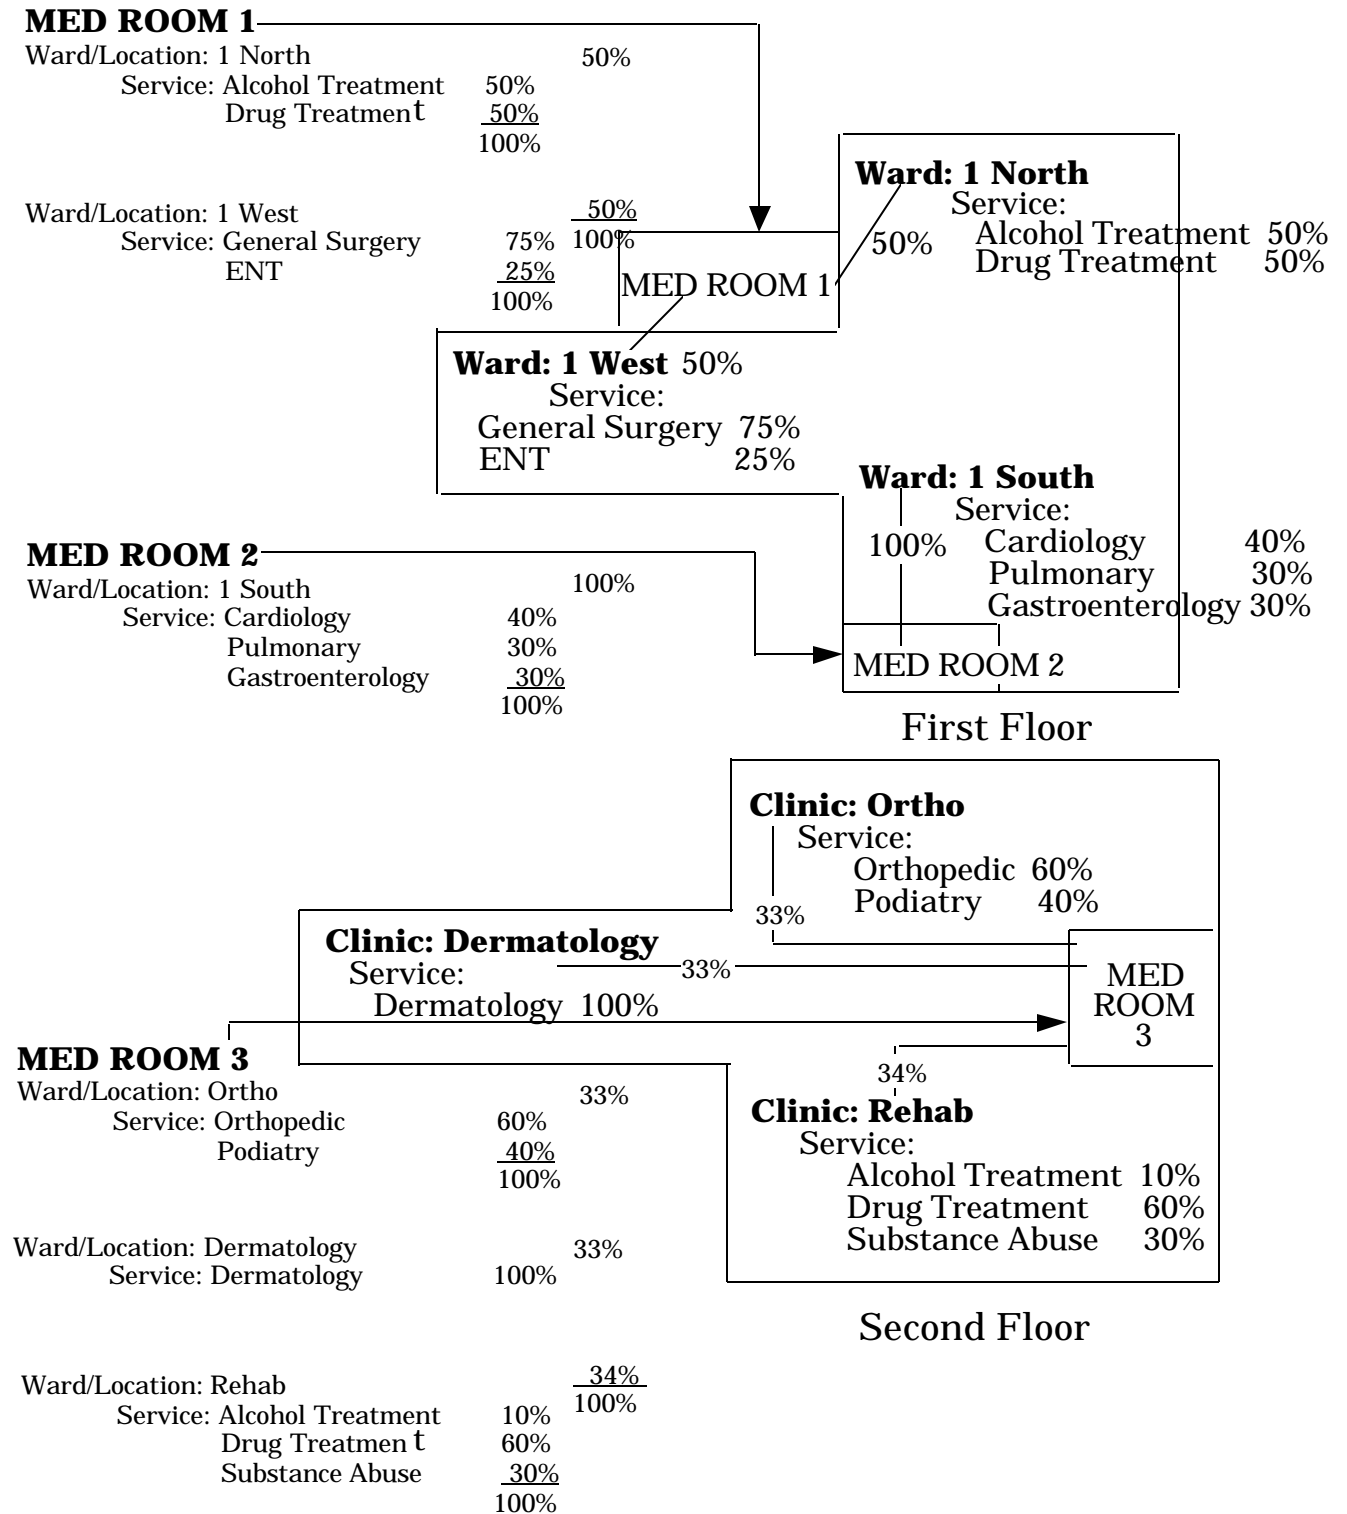 MED ROOM 1
Ward/Location: 1 North 50%
Service: Alcohol Treatment 50%
Drug Treatment 50%
100%
Ward/Location: 1 West 50%
100%
Service: General Surgery 75%
ENT 25%
100%
Ward: 1 North
Service:
50% Alcohol Treatment 50%
Drug Treatment 50%
MED ROOM 1
Ward: 1 West 50%
Service:
General Surgery 75%
ENT 25%
Ward: 1 South
Service:
100% Cardiology 40%
Pulmonary 30%
Gastroenterology 30%
MED ROOM 2
First Floor
MED ROOM 2
Ward/Location: 1 South 100%
Service: Cardiology 40%
Pulmonary 30%
Gastroenterology 30%
100%
Clinic: Ortho
Service:
Orthopedic 60%
Podiatry 40%
33%
Clinic: Dermatology
Service:
33%
Dermatology 100%
MED
ROOM
3
34%
Clinic: Rehab
Service:
Alcohol Treatment 10%
Drug Treatment 60%
Substance Abuse 30%
Second Floor
MED ROOM 3
Ward/Location: Ortho 33%
Service: Orthopedic 60%
Podiatry 40%
100%
Ward/Location: Dermatology 33%
Service: Dermatology 100%
Ward/Location: Rehab 34%
100%
Service: Alcohol Treatment 10%
Drug Treatment 60%
Substance Abuse 30%
100%